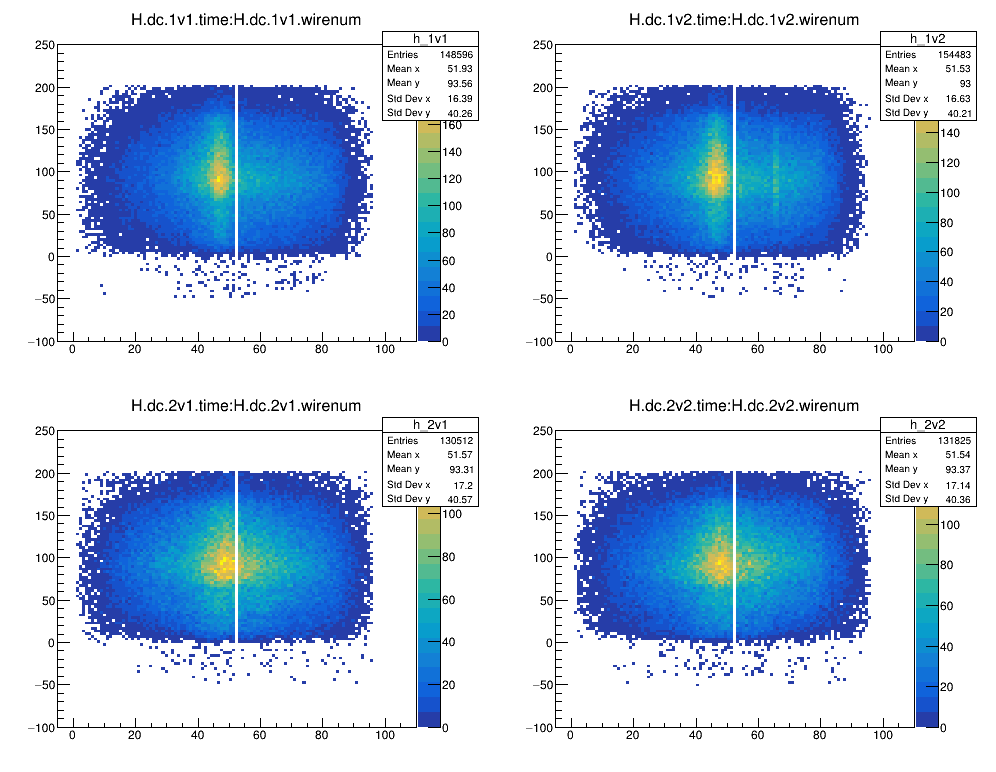 H.dc.1v1.time:H.dc.1v1.wirenum
h_1v1
Entries 148596
Mean x 51.93
Mean y 93.56
Std Dev x 16.39
Std Dev y 40.26
250
200
150
100
50
0
−50
−100
0 20 40 60 80 100
160
140
120
100
80
60
40
20
0
H.dc.1v2.time:H.dc.1v2.wirenum
h_1v2
Entries 154483
Mean x 51.53
Mean y 93
Std Dev x 16.63
Std Dev y 40.21
250
200
150
100
50
0
−50
−100
0 20 40 60 80 100
140
120
100
80
60
40
20
0
H.dc.2v1.time:H.dc.2v1.wirenum
h_2v1
Entries 130512
Mean x 51.57
Mean y 93.31
Std Dev x 17.2
Std Dev y 40.57
250
200
150
100
50
0
−50
−100
0 20 40 60 80 100
100
80
60
40
20
0
H.dc.2v2.time:H.dc.2v2.wirenum
h_2v2
Entries 131825
Mean x 51.54
Mean y 93.37
Std Dev x 17.14
Std Dev y 40.36
250
200
150
100
50
0
−50
−100
0 20 40 60 80 100
100
80
60
40
20
0